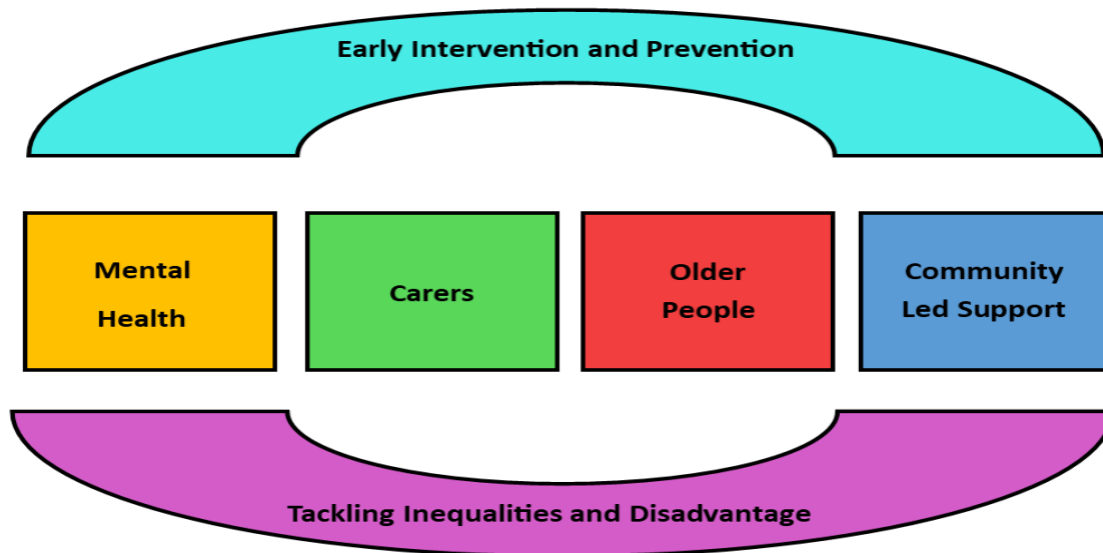 Early Intervention and Prevention
Mental
Health
Carers
Older
People
Community
Led Support
Tackling Inequalities and Disadvantage